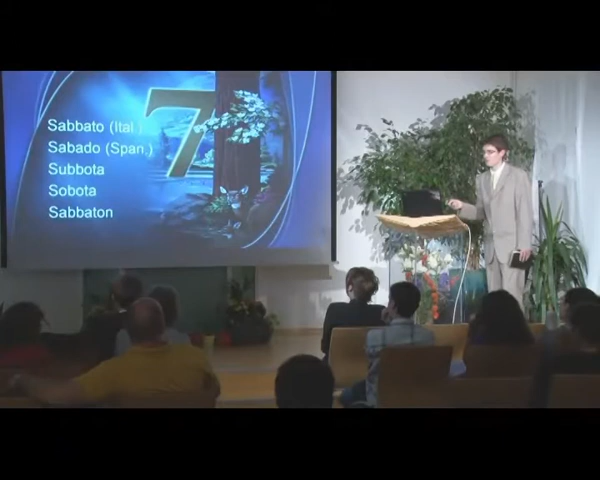 Sabbato (Ital.)
Sabado (Span.)
Subbota
Sobota
Sabbaton
7